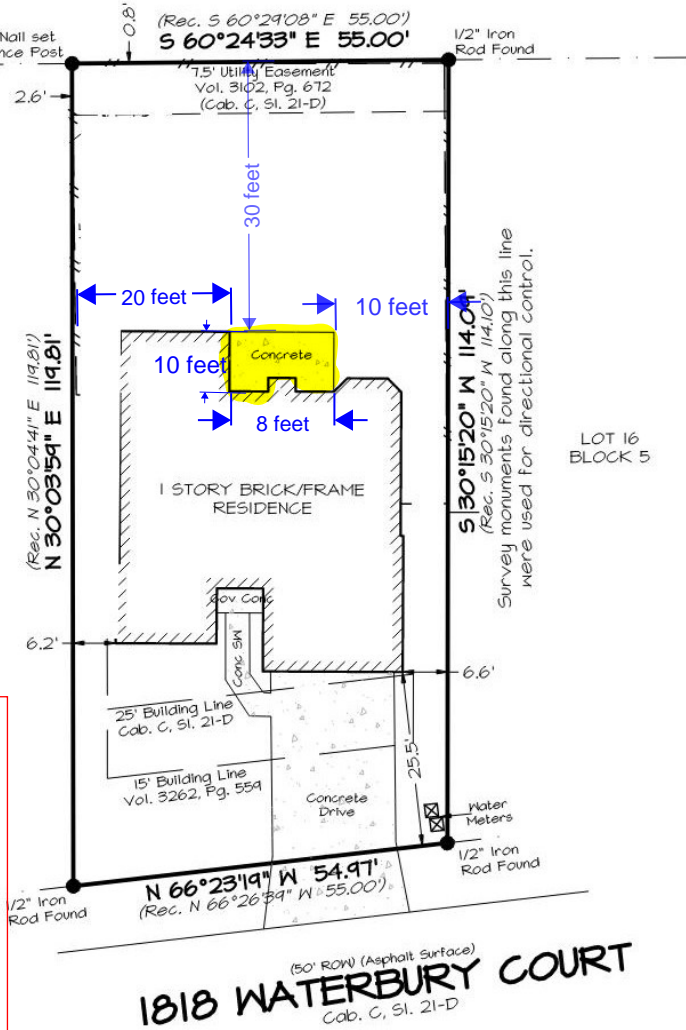 (Rec. S 60°29'08" E 55.00')
S 60°24'33" E 55.00'
Nail set
nce Post
0.8'
1/2" Iron
Rod Found
2.6'
7.5' Utility Easement
Vol. 3102, Pg. 672
(Cab. C, Sl. 21-D)
30 feet
20 feet
10 feet
Concrete
10 feet
8 feet
(Rec. N 30°04'41" E 119.81')
N 30°03'59" E 119.81'
S 30°15'20" W 114.09'
(Rec. S 30°15'20" W 114.10')
Survey monuments found along this line
were used for directional control.
LOT 16
BLOCK 5
1 STORY BRICK/FRAME
RESIDENCE
Cov Conc
Conc SW
6.2'
6.6'
25' Building Line
Cab. C, Sl. 21-D
15' Building Line
Vol. 3262, Pg. 559
25.5'
Concrete
Drive
Water
Meters
1/2" Iron
Rod Found
1/2" Iron
Rod Found
N 66°23'19" W 54.97'
(Rec. N 66°26'39" W 55.00')
(50' ROW) (Asphalt Surface)
1818 WATERBURY COURT
Cab. C, Sl. 21-D